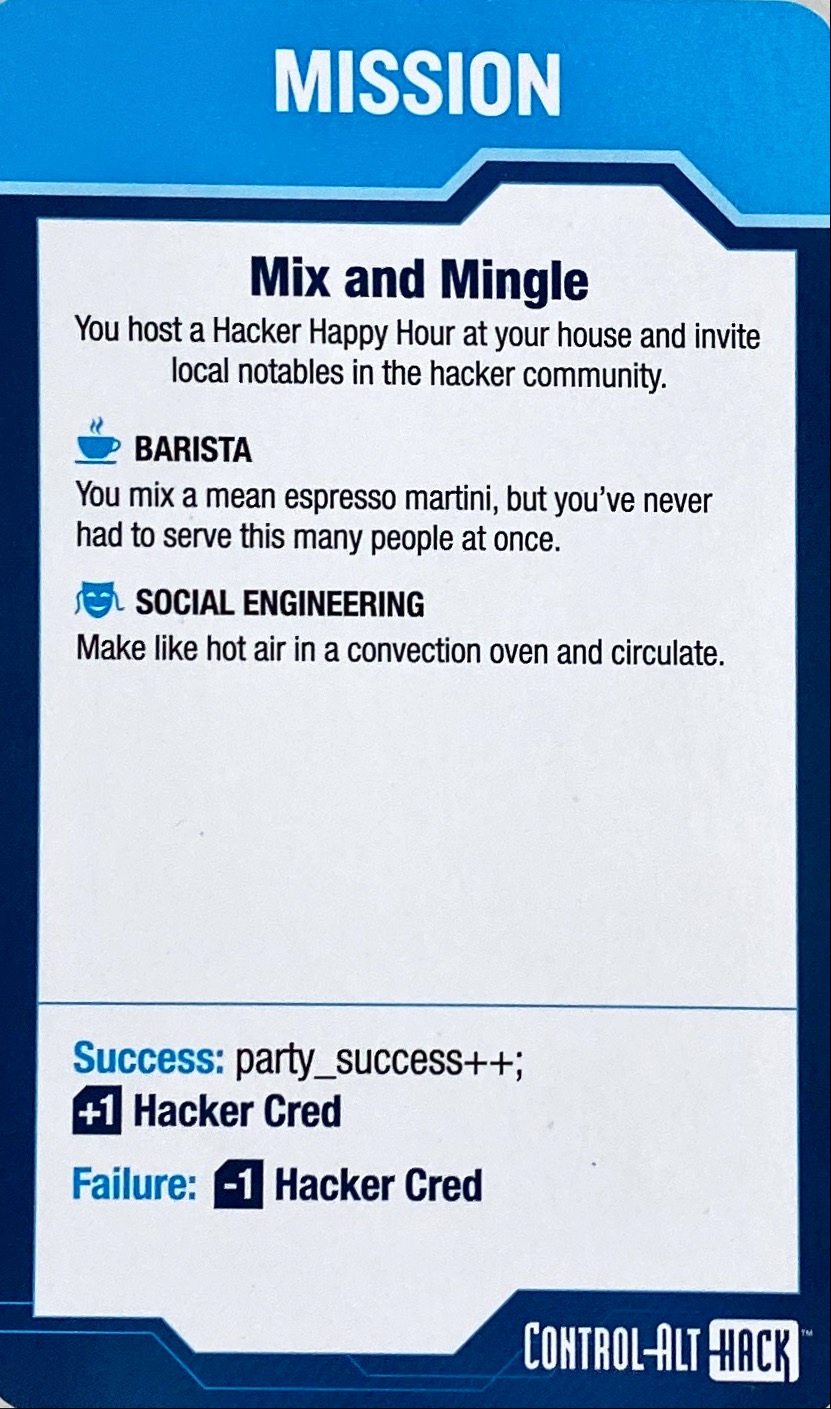 MISSION
Mix and Mingle
You host a Hacker Happy Hour at your house and invite
local notables in the hacker community.
BARISTA
You mix a mean espresso martini, but you've never
had to serve this many people at once.
SOCIAL ENGINEERING
Make like hot air in a convection oven and circulate.
Success: party_success++;
+1 Hacker Cred
Failure: -1 Hacker Cred
CONTROL-ALT-HACK™